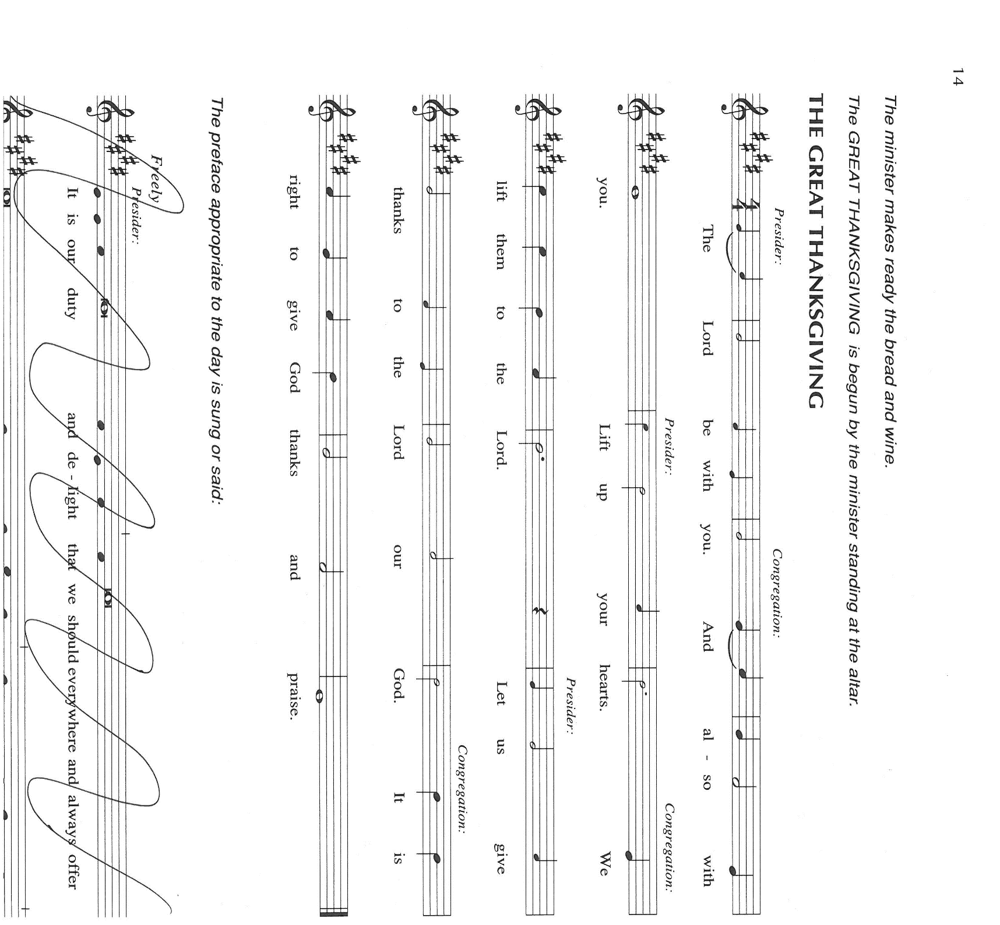 14
The minister makes ready the bread and wine.
The GREAT THANKSGIVING is begun by the minister standing at the altar.
THE GREAT THANKSGIVING
Presider: Congregation:
4 4
The Lord be with you. And al - so with
Presider: Congregation:
you. Lift up your hearts. We
Presider:
lift them to the Lord. Let us give
Congregation:
thanks to the Lord our God. It is
right to give God thanks and praise.
The preface appropriate to the day is sung or said:
Freely
Presider:
It is our duty and de - light that we should everywhere and always offer